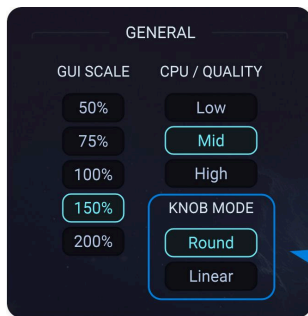 GENERAL
GUI SCALE
50%
75%
100%
150%
200%
CPU / QUALITY
Low
Mid
High
KNOB MODE
Round
Linear